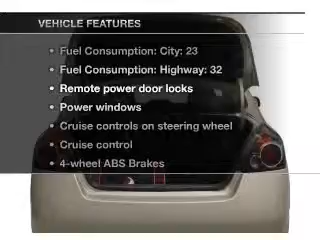 VEHICLE FEATURES
• Fuel Consumption: City: 23
• Fuel Consumption: Highway: 32
• Remote power door locks
• Power windows
• Cruise controls on steering wheel
• Cruise control
• 4-wheel ABS Brakes